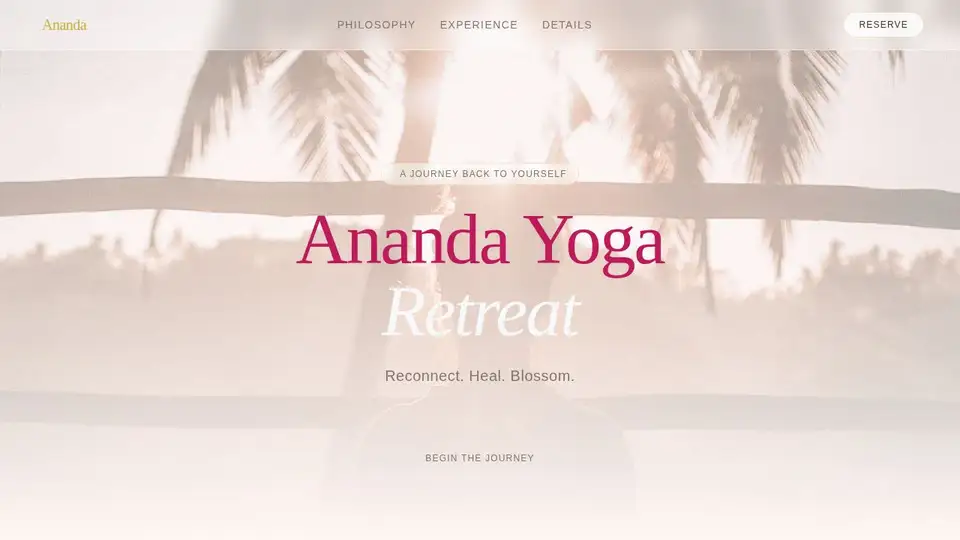 Ananda
PHILOSOPHY
EXPERIENCE
DETAILS
RESERVE
A JOURNEY BACK TO YOURSELF
Ananda Yoga
Retreat
Reconnect. Heal. Blossom.
BEGIN THE JOURNEY